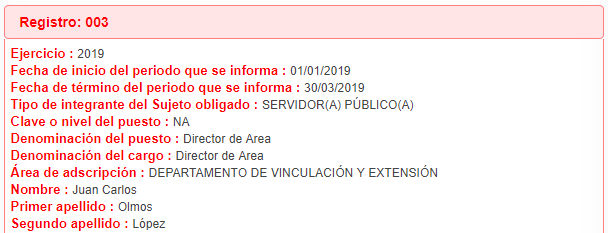 Registro: 003
Ejercicio : 2019
Fecha de inicio del periodo que se informa : 01/01/2019
Fecha de término del periodo que se informa : 30/03/2019
Tipo de integrante del Sujeto obligado : SERVIDOR(A) PÚBLICO(A)
Clave o nivel del puesto : NA
Denominación del puesto : Director de Area
Denominación del cargo : Director de Area
Área de adscripción : DEPARTAMENTO DE VINCULACIÓN Y EXTENSIÓN
Nombre : Juan Carlos
Primer apellido : Olmos
Segundo apellido : López